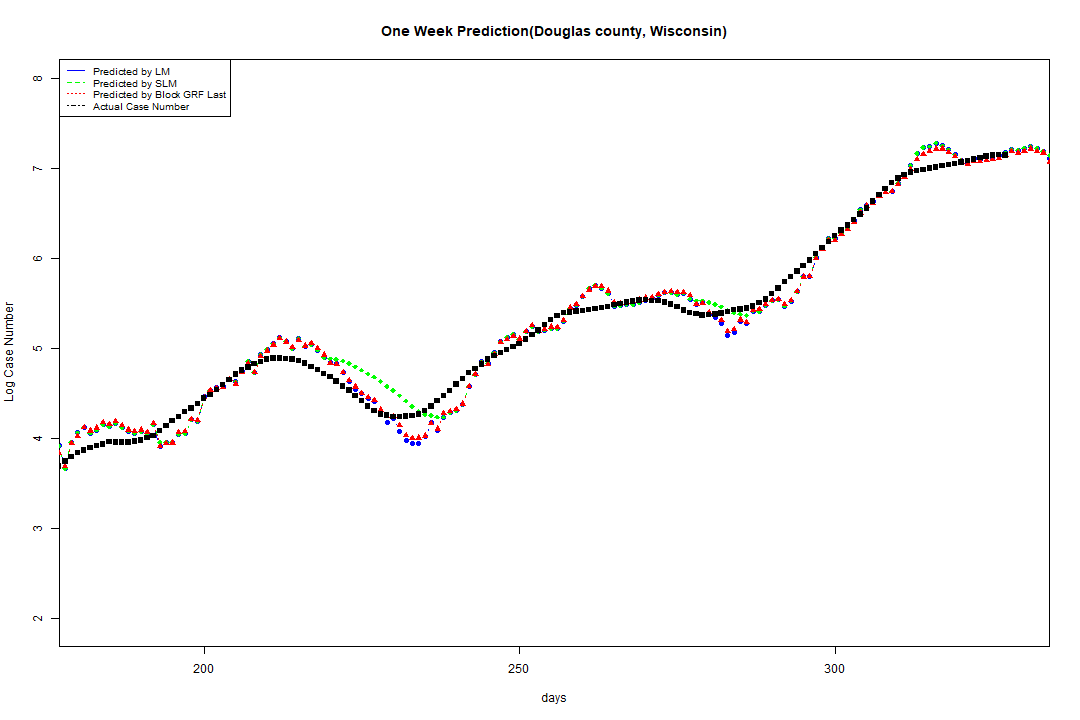 One Week Prediction(Douglas county, Wisconsin)
Predicted by LM
Predicted by SLM
Predicted by Block GRF Last
Actual Case Number
8
7
6
5
4
3
2
Log Case Number
200
250
300
days